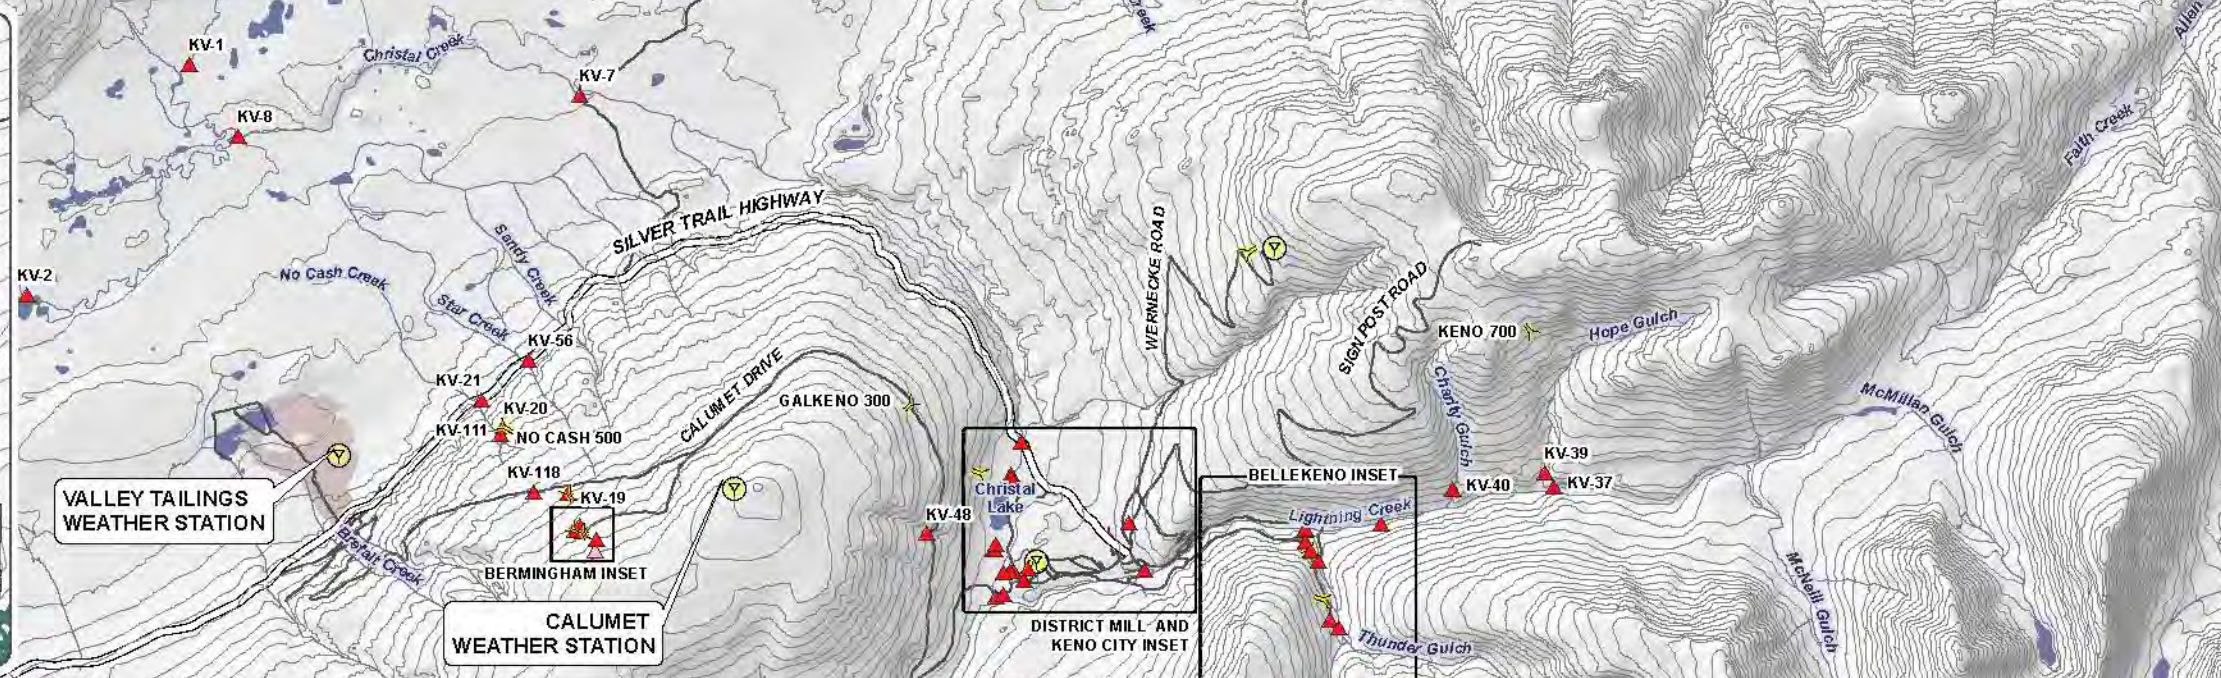 KV-1
Christal Creek
KV-7
KV-8
reek
Allen
Faith Creek
SILVER TRAIL HIGHWAY
KV-2
No Cash Creek
Sandy Creek
Star Creek
WERNECKE ROAD
SIGN POST ROAD
KENO 700
Hope Gulch
KV-56
KV-21
CALUMET DRIVE
GALKENO 300
Charity Gulch
McMillan Gulch
KV-20
KV-111
NO CASH 500
KV-118
KV-19
VALLEY TAILINGS
WEATHER STATION
Christal
Lake
BELLEKENO INSET
KV-39
KV-40
KV-37
KV-48
Lightning Creek
Brefalt Creek
BERMINGHAM INSET
McNeill Gulch
CALUMET
WEATHER STATION
DISTRICT MILL AND
KENO CITY INSET
Thunder Gulch